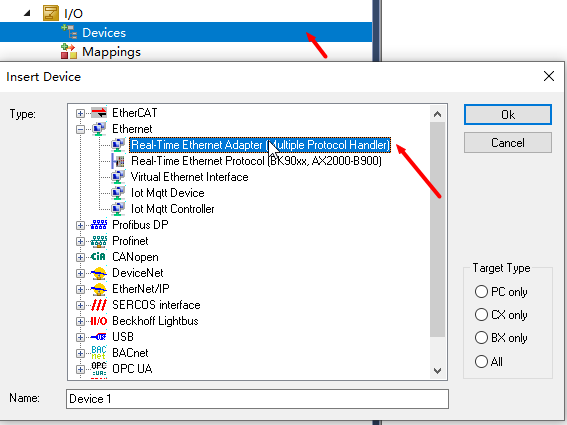 I/O
Devices
Mappings
Insert Device
Type:
EtherCAT
Ethernet
Real-Time Ethernet Adapter (Multiple Protocol Handler)
Real-Time Ethernet Protocol (BK90xx, AX2000-B900)
Virtual Ethernet Interface
Iot Mqtt Device
Iot Mqtt Controller
Profibus DP
Profinet
CANopen
DeviceNet
EtherNet/IP
SERCOS interface
Beckhoff Lightbus
USB
BACnet
OPC UA
Ok
Cancel
Target Type
PC only
CX only
BX only
All
Name:
Device 1